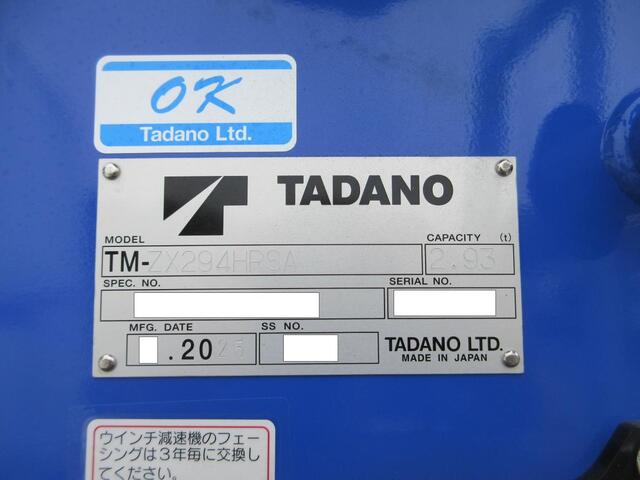 OK
Tadano Ltd.
TADANO
MODEL
CAPACITY (t)
TM-ZX294HRSA
2.93
SPEC. NO.
SERIAL NO.
MFG. DATE
SS NO.
.2025
TADANO LTD.
MADE IN JAPAN
ウインチ減速機のフェー
シングは3年毎に交換し
てください。